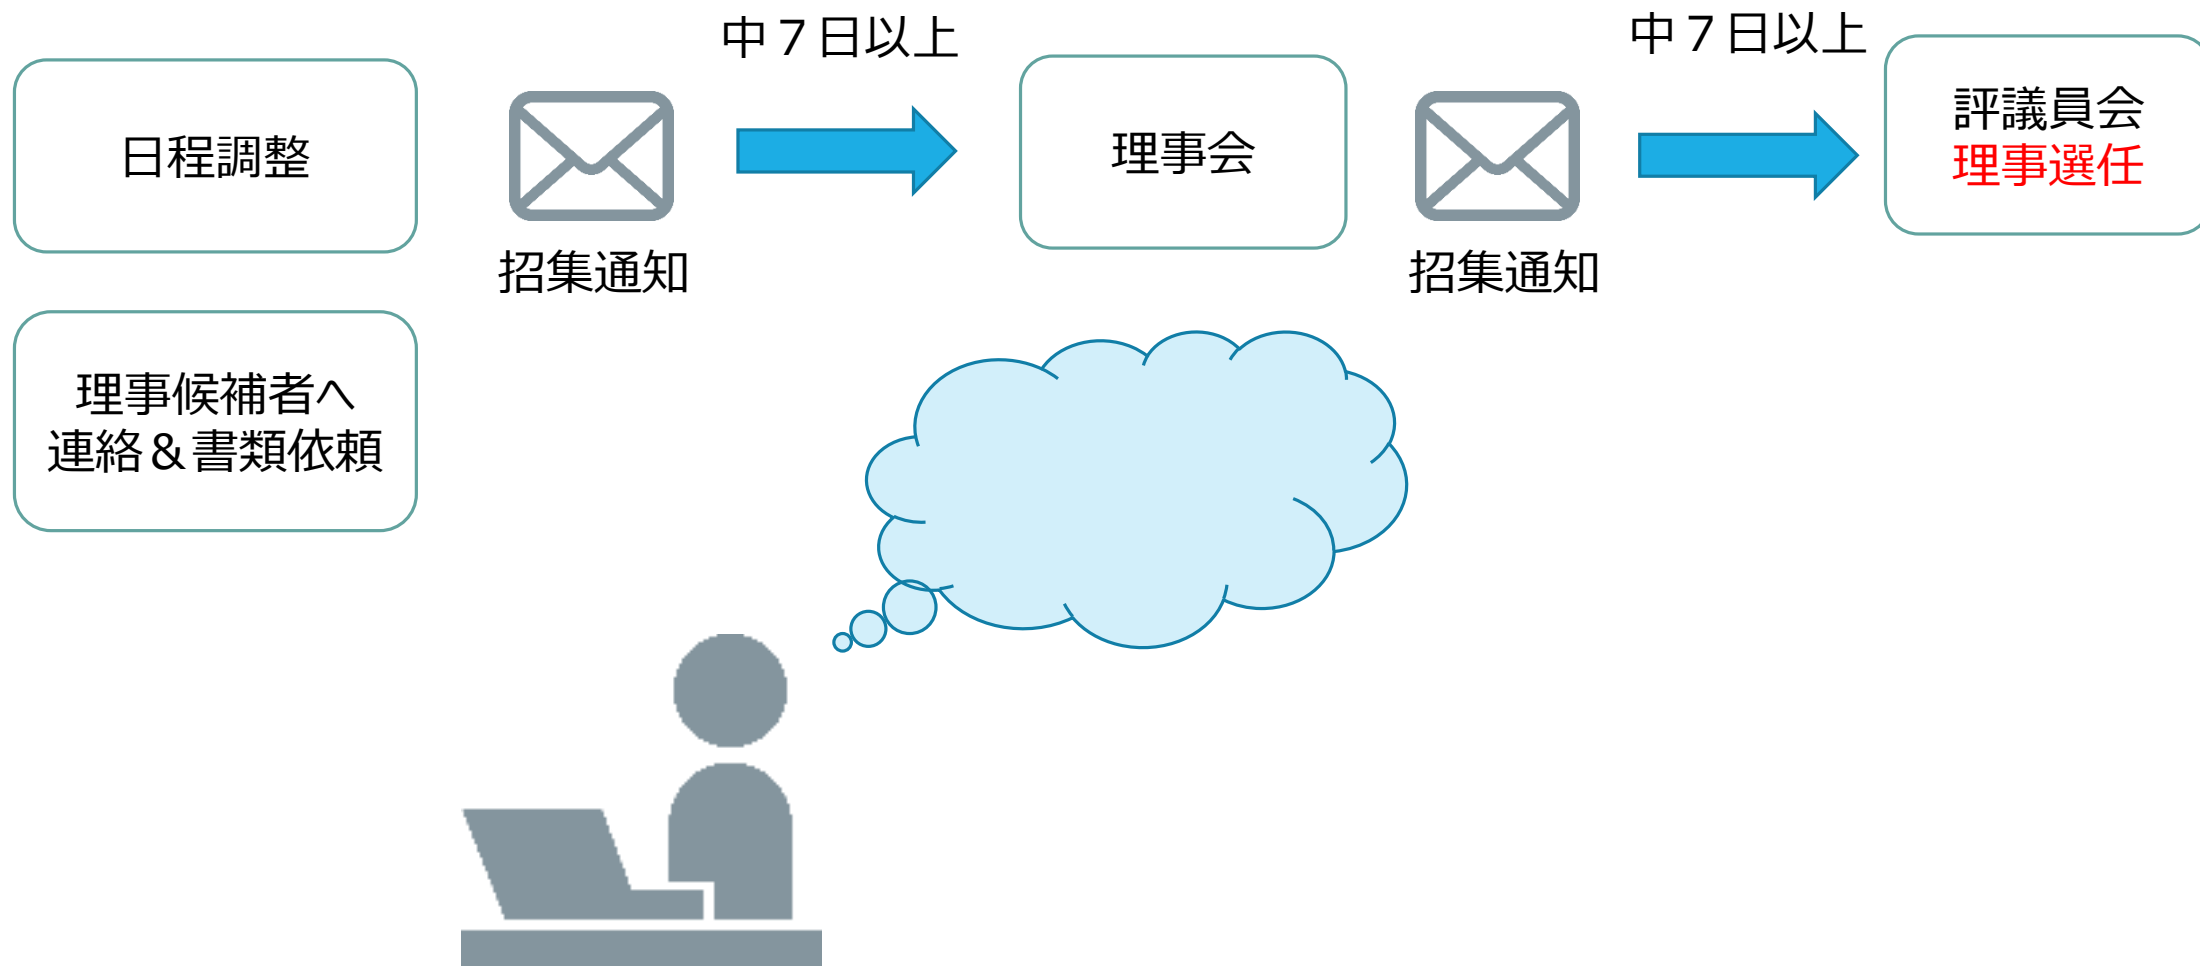 中７日以上
中７日以上
日程調整
理事会
評議員会
理事選任
招集通知
招集通知
理事候補者へ
連絡＆書類依頼